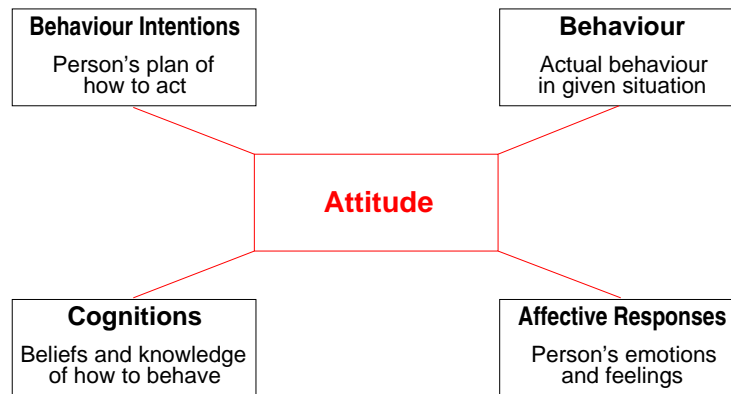 Behaviour Intentions
Person's plan of
how to act
Behaviour
Actual behaviour
in given situation
Attitude
Cognitions
Beliefs and knowledge
of how to behave
Affective Responses
Person's emotions
and feelings